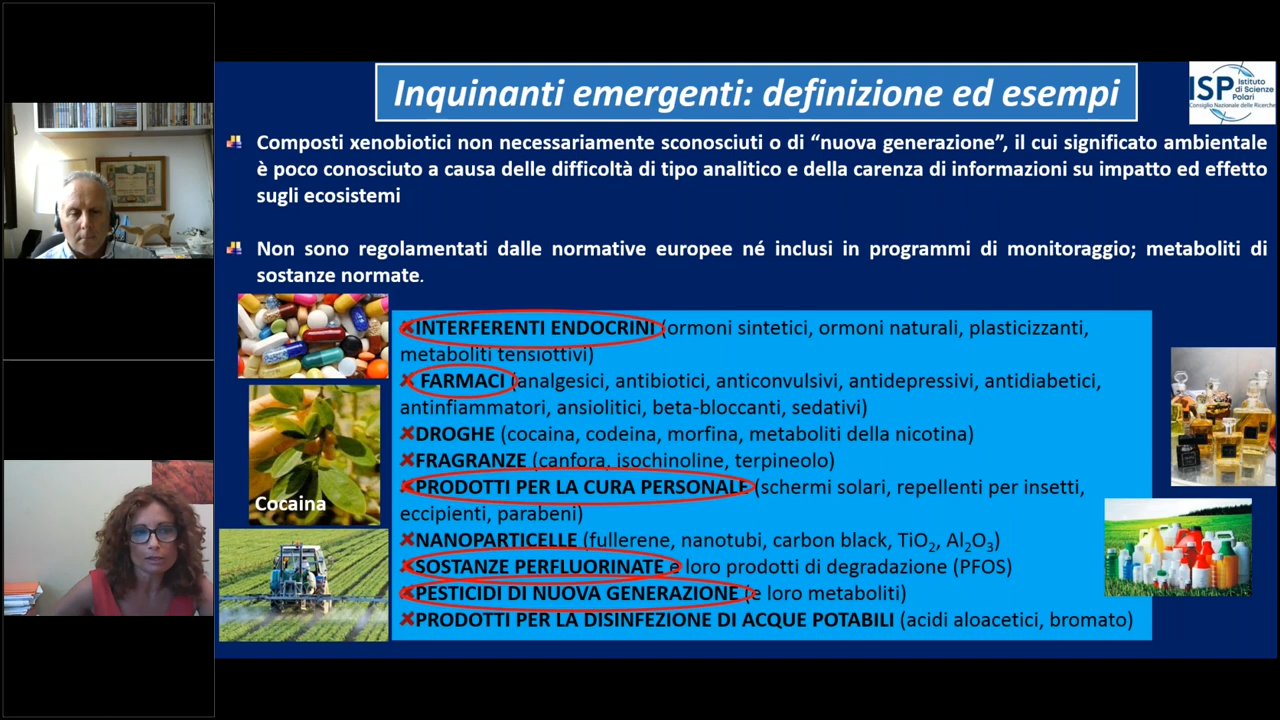 Inquinanti emergenti: definizione ed esempi
ISP Istituto
di Scienze
Polari
Consiglio Nazionale delle Ricerche
Composti xenobiotici non necessariamente sconosciuti o di “nuova generazione”, il cui significato ambientale
è poco conosciuto a causa delle difficoltà di tipo analitico e della carenza di informazioni su impatto ed effetto
sugli ecosistemi
Non sono regolamentati dalle normative europee né inclusi in programmi di monitoraggio; metaboliti di
sostanze normate.
INTERFERENTI ENDOCRINI (ormoni sintetici, ormoni naturali, plasticizzanti,
metaboliti tensiottivi)
FARMACI (analgesici, antibiotici, anticonvulsivi, antidepressivi, antidiabetici,
antinfiammatori, ansiolitici, beta-bloccanti, sedativi)
DROGHE (cocaina, codeina, morfina, metaboliti della nicotina)
FRAGRANZE (canfora, isochinoline, terpineolo)
PRODOTTI PER LA CURA PERSONALE (schermi solari, repellenti per insetti,
eccipienti, parabeni)
NANOPARTICELLE (fullerene, nanotubi, carbon black, TiO₂, Al₂O₃)
SOSTANZE PERFLUORINATE e loro prodotti di degradazione (PFOS)
PESTICIDI DI NUOVA GENERAZIONE (e loro metaboliti)
PRODOTTI PER LA DISINFEZIONE DI ACQUE POTABILI (acidi aloacetici, bromato)
Cocaina